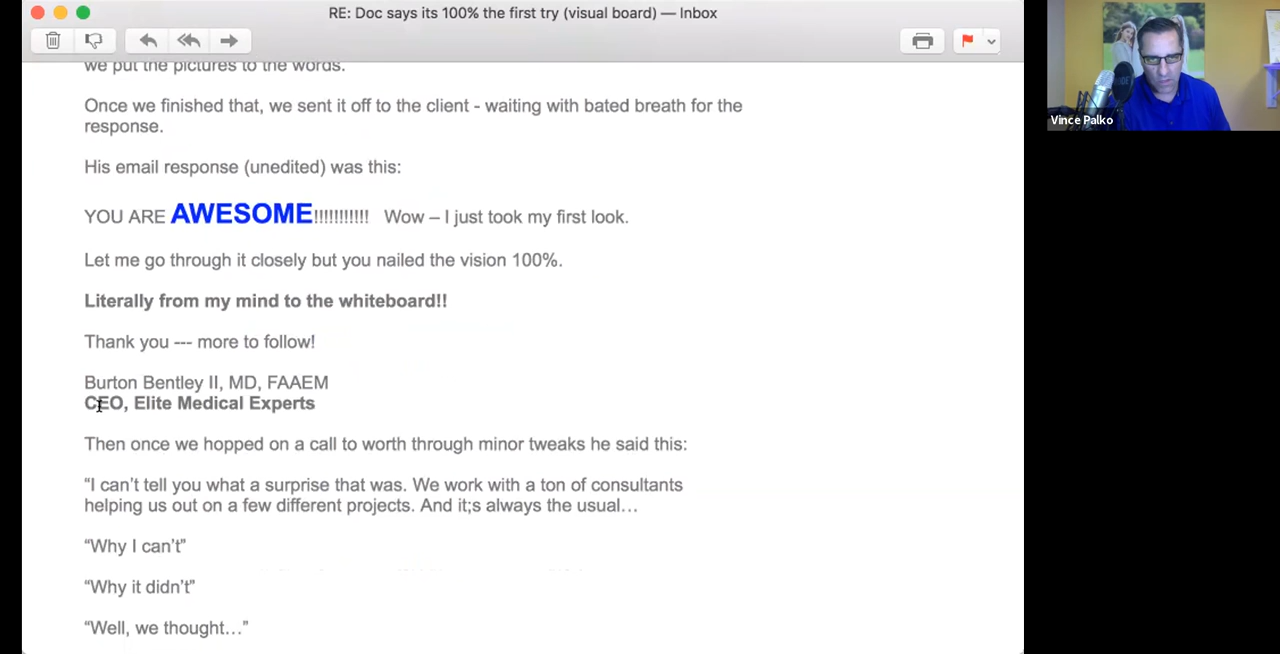 RE: Doc says its 100% the first try (visual board) — Inbox
we put the pictures to the words.
Once we finished that, we sent it off to the client - waiting with bated breath for the
response.
His email response (unedited) was this:
YOU ARE AWESOME!!!!!!!!!!! Wow – I just took my first look.
Let me go through it closely but you nailed the vision 100%.
Literally from my mind to the whiteboard!!
Thank you --- more to follow!
Burton Bentley II, MD, FAAEM
CEO, Elite Medical Experts
Then once we hopped on a call to worth through minor tweaks he said this:
“I can’t tell you what a surprise that was. We work with a ton of consultants
helping us out on a few different projects. And it;s always the usual…
“Why I can’t”
“Why it didn’t”
“Well, we thought…”
Vince Palko